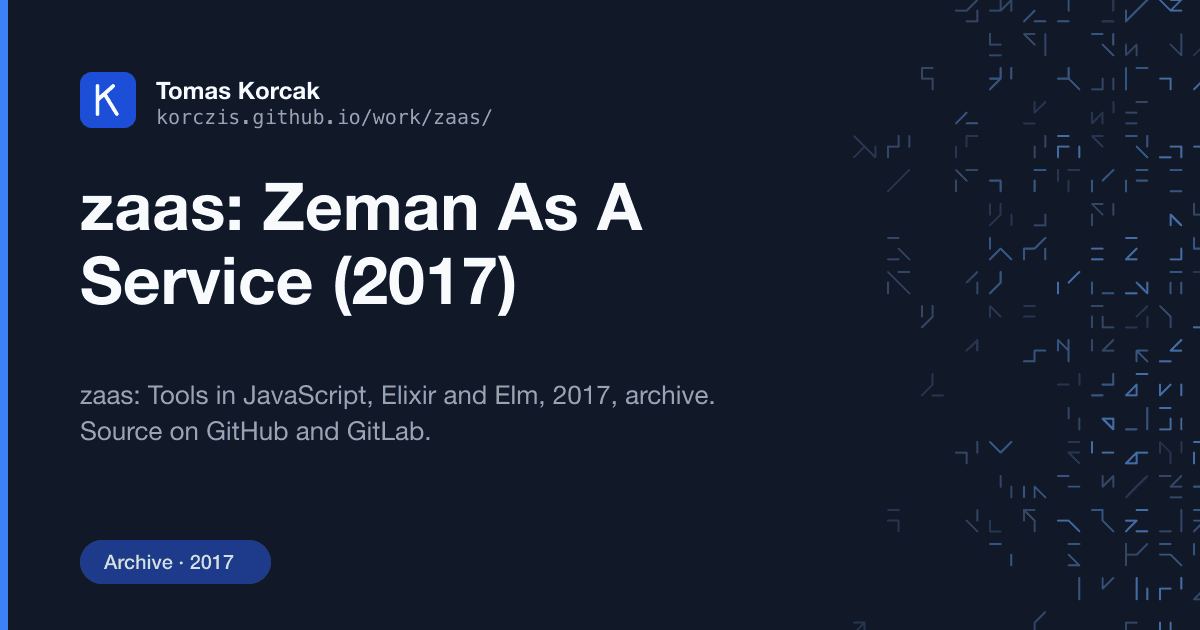 K
Tomas Korcak
korczis.github.io/work/zaas/
zaas: Zeman As A
Service (2017)
zaas: Tools in JavaScript, Elixir and Elm, 2017, archive.
Source on GitHub and GitLab.
Archive · 2017